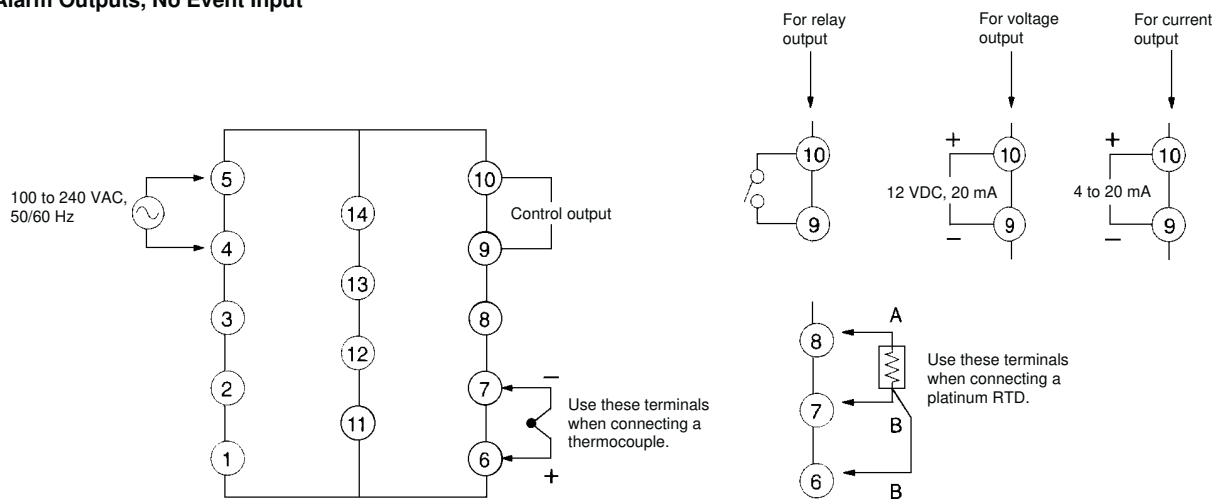 Alarm Outputs, No Event Input
For relay
output
For voltage
output
For current
output
100 to 240 VAC,
50/60 Hz
5
4
3
2
1
14
13
12
11
10
9
8
7
6
Control output
−
+
Use these terminals
when connecting a
thermocouple.
10
9
+
10
12 VDC, 20 mA
9
−
+
10
4 to 20 mA
9
−
8
7
6
A
B
B
Use these terminals
when connecting a
platinum RTD.